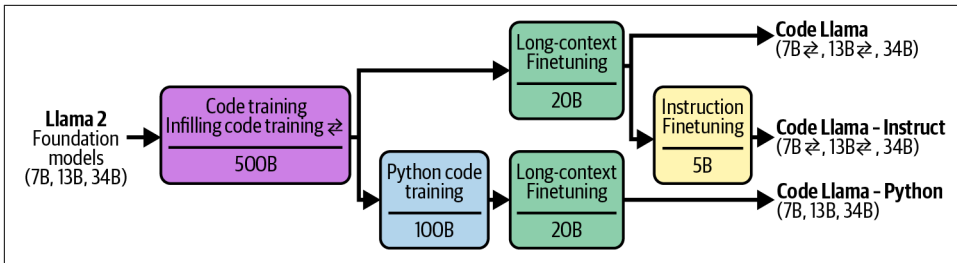 Llama 2
Foundation
models
(7B, 13B, 34B)
Code training
Infilling code training ⇄
500B
Long-context
Finetuning
20B
Python code
training
100B
Long-context
Finetuning
20B
Instruction
Finetuning
5B
Code Llama
(7B⇄, 13B⇄, 34B)
Code Llama – Instruct
(7B⇄, 13B⇄, 34B)
Code Llama – Python
(7B, 13B, 34B)